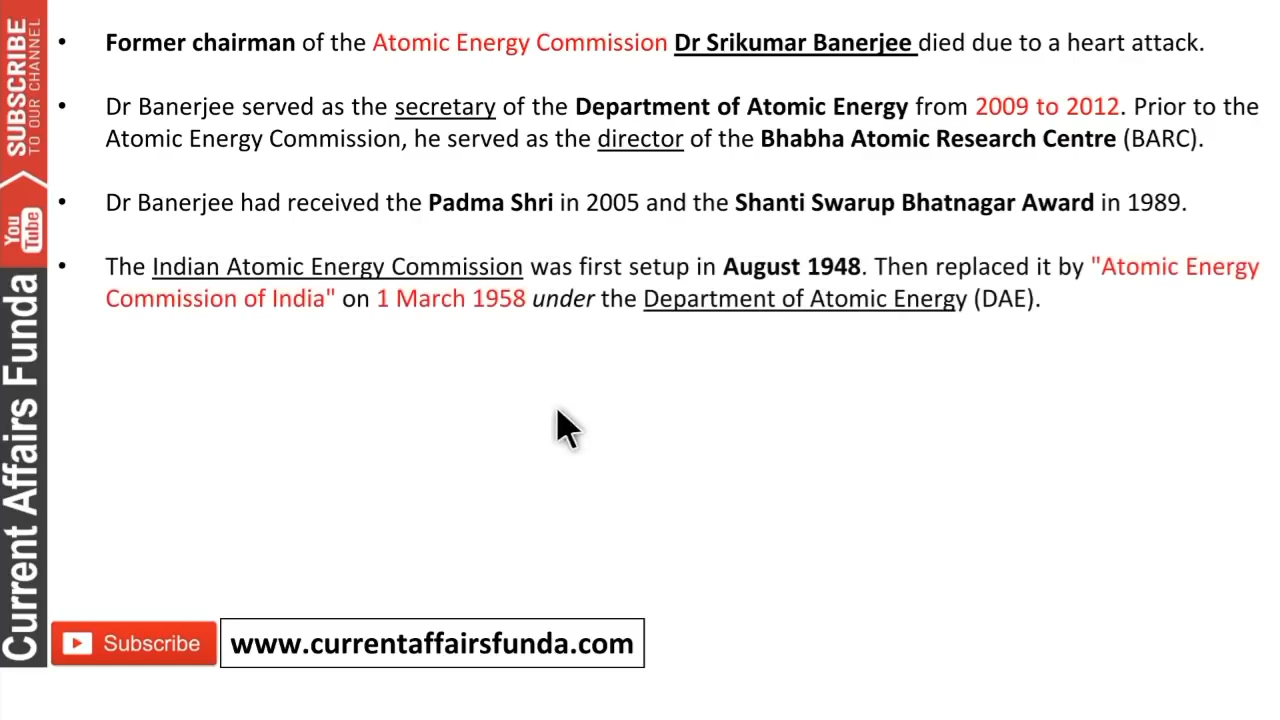 • Former chairman of the Atomic Energy Commission Dr Srikumar Banerjee died due to a heart attack.
• Dr Banerjee served as the secretary of the Department of Atomic Energy from 2009 to 2012. Prior to the
Atomic Energy Commission, he served as the director of the Bhabha Atomic Research Centre (BARC).
• Dr Banerjee had received the Padma Shri in 2005 and the Shanti Swarup Bhatnagar Award in 1989.
• The Indian Atomic Energy Commission was first setup in August 1948. Then replaced it by "Atomic Energy
Commission of India" on 1 March 1958 under the Department of Atomic Energy (DAE).
SUBSCRIBE
TO OUR CHANNEL
You
Tube
Current Affairs Funda
Subscribe
www.currentaffairsfunda.com